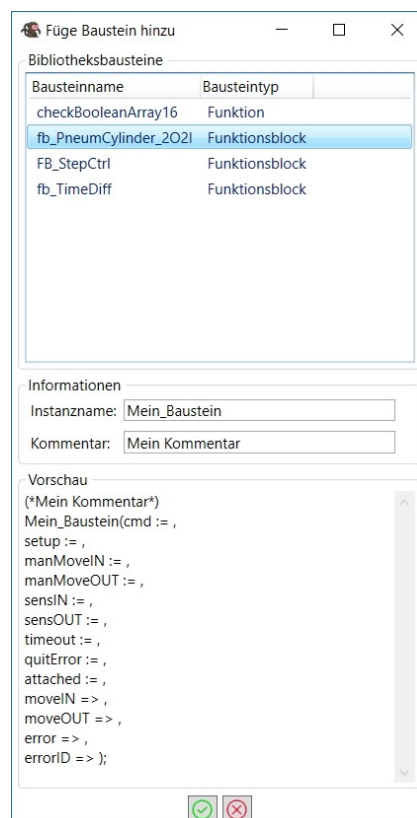 Füge Baustein hinzu
Bibliotheksbausteine
Bausteinname Bausteintyp
checkBooleanArray16 Funktion
fb_PneumCylinder_2O2I Funktionsblock
FB_StepCtrl Funktionsblock
fb_TimeDiff Funktionsblock
Informationen
Instanzname: Mein_Baustein
Kommentar: Mein Kommentar
Vorschau
(*Mein Kommentar*)
Mein_Baustein(cmd := ,
setup := ,
manMoveIN := ,
manMoveOUT := ,
sensIN := ,
sensOUT := ,
timeout := ,
quitError := ,
attached := ,
moveIN => ,
moveOUT => ,
error => ,
errorID => );